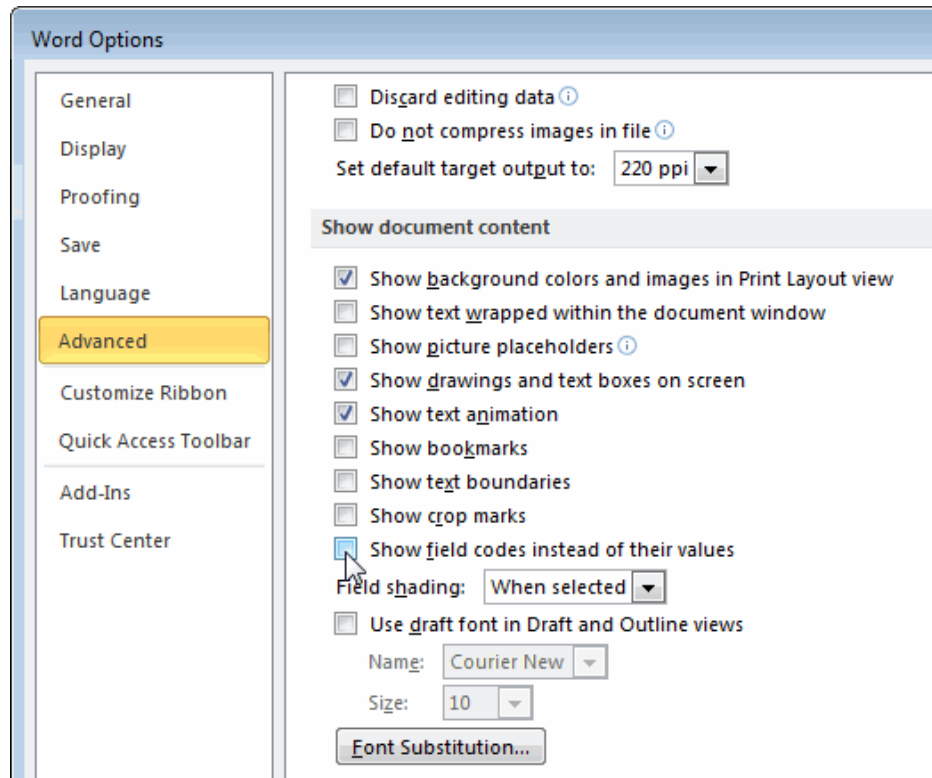 Word Options
General
Display
Proofing
Save
Language
Advanced
Customize Ribbon
Quick Access Toolbar
Add-Ins
Trust Center
Discard editing data
Do not compress images in file
Set default target output to: 220 ppi
Show document content
Show background colors and images in Print Layout view
Show text wrapped within the document window
Show picture placeholders
Show drawings and text boxes on screen
Show text animation
Show bookmarks
Show text boundaries
Show crop marks
Show field codes instead of their values
Field shading: When selected
Use draft font in Draft and Outline views
Name: Courier New
Size: 10
Font Substitution...